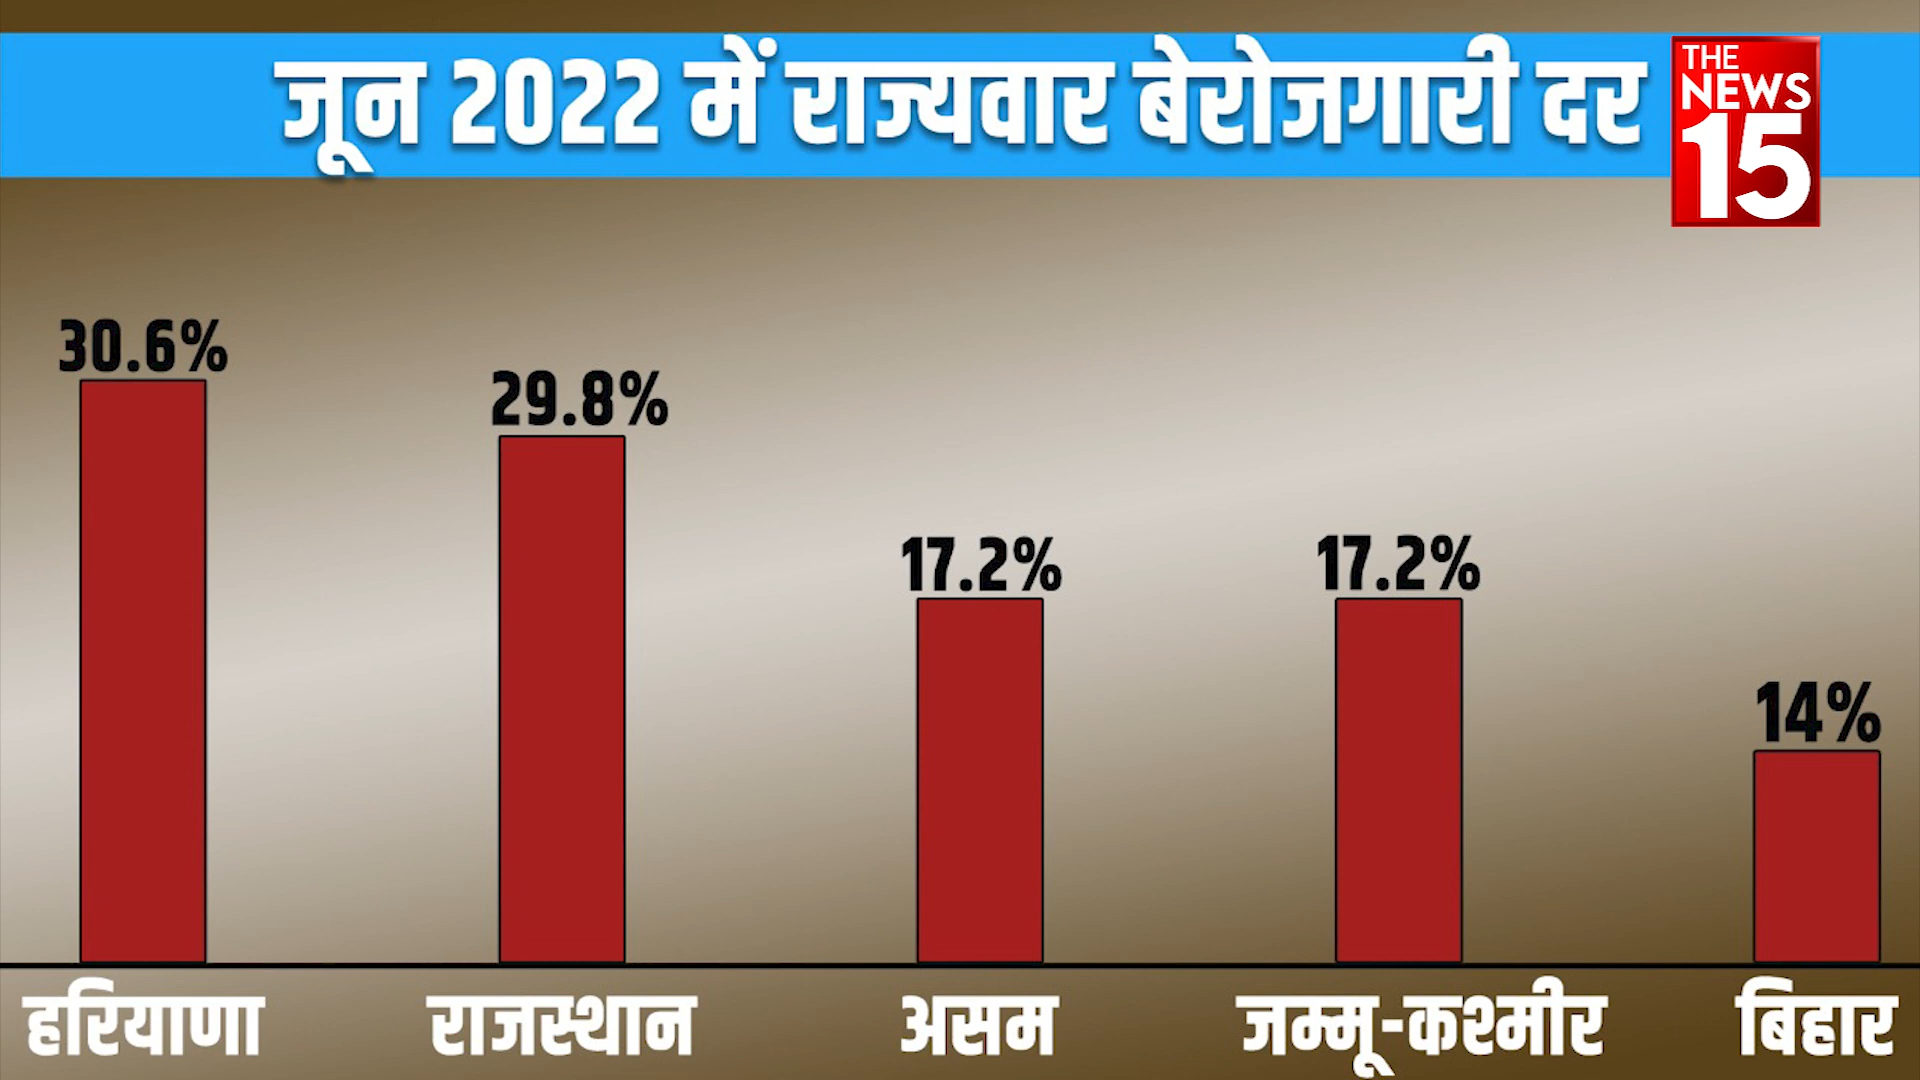 जून 2022 में राज्यवार बेरोजगारी दर
THE
NEWS
15
30.6%
29.8%
17.2%
17.2%
14%
हरियाणा
राजस्थान
असम
जम्मू-कश्मीर
बिहार